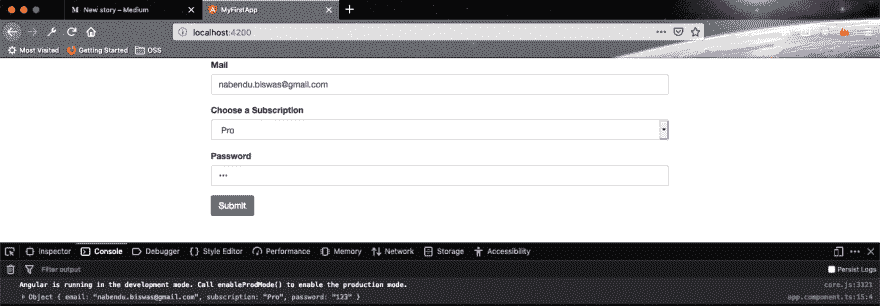 New story – Medium
MyFirstApp
localhost:4200
Most Visited Getting Started OSS
Mail
nabendu.biswas@gmail.com
Choose a Subscription
Pro
Password
•••
Submit
Inspector Console Debugger Style Editor Performance Memory Network Storage Accessibility
Filter output Persist Logs
Angular is running in the development mode. Call enableProdMode() to enable the production mode. core.js:3121
Object { email: "nabendu.biswas@gmail.com", subscription: "Pro", password: "123" } app.component.ts:15:4